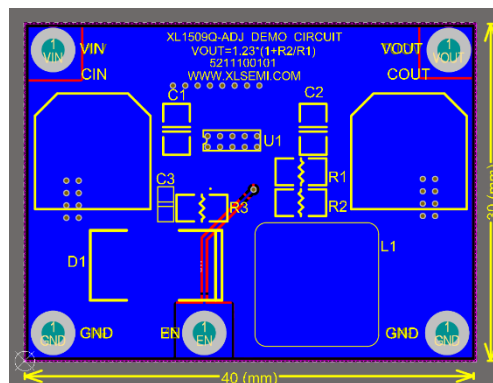 XL1509Q-ADJ DEMO CIRCUIT
VOUT=1.23*(1+R2/R1)
5211100101
WWW.XLSEMI.COM
1
VIN
VIN
CIN
VOUT
1
VOUT
COUT
C1
C2
U1
C3
R1
R2
R3
D1
L1
1
GND
GND
EN
1
EN
GND
1
GND
40 (mm)
30 (mm)